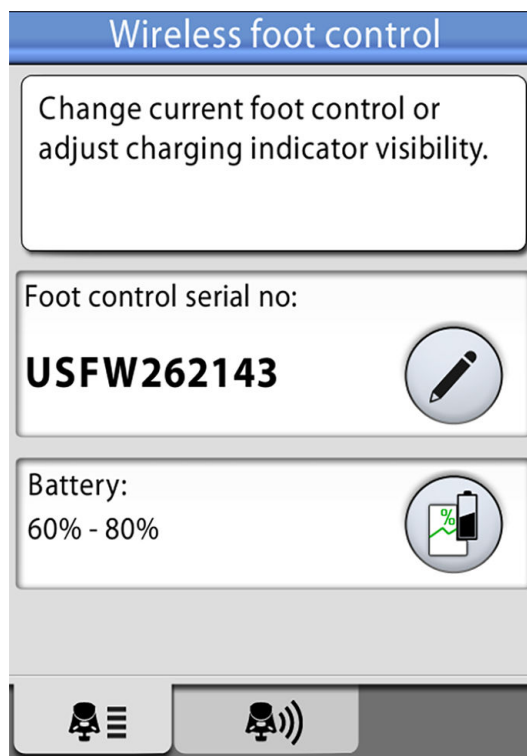 Wireless foot control
Change current foot control or
adjust charging indicator visibility.
Foot control serial no:
USFW262143
Battery:
60% - 80%
%